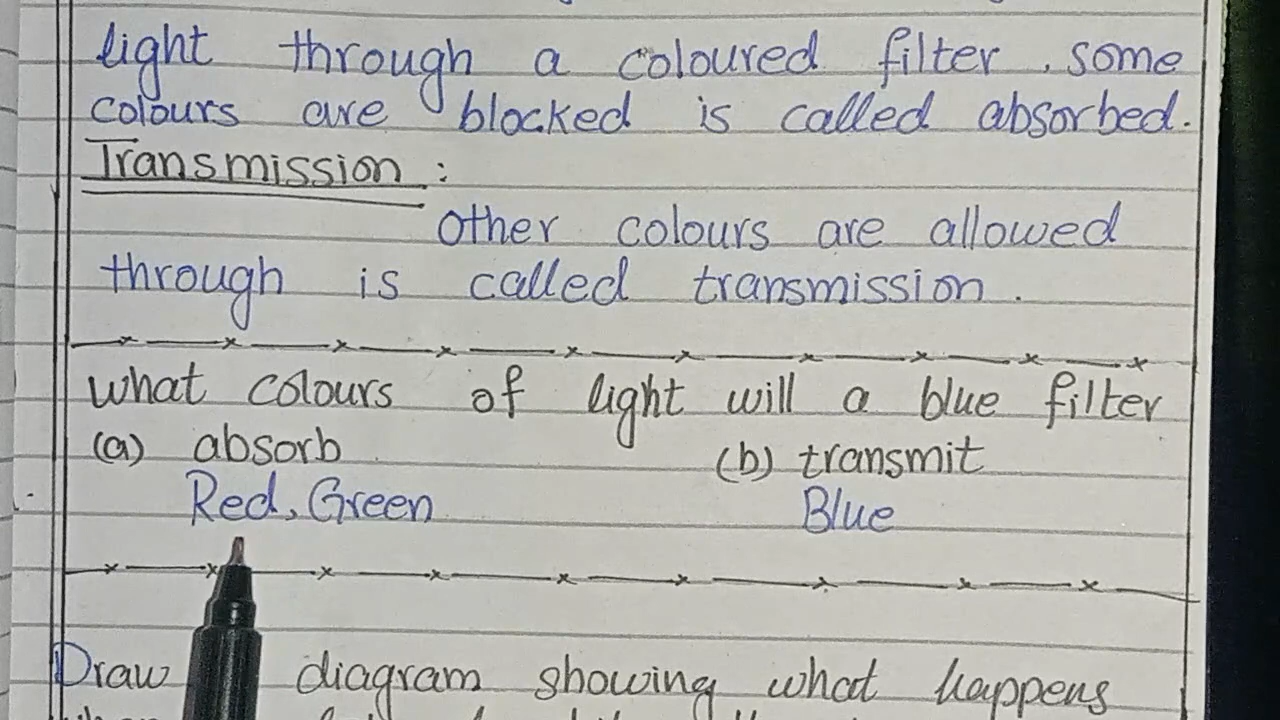 light through a coloured filter, some
colours are blocked is called absorbed.
Transmission :
Other colours are allowed
through is called transmission.
what colours of light will a blue filter
(a) absorb (b) transmit
Red, Green Blue
Draw diagram showing what happens